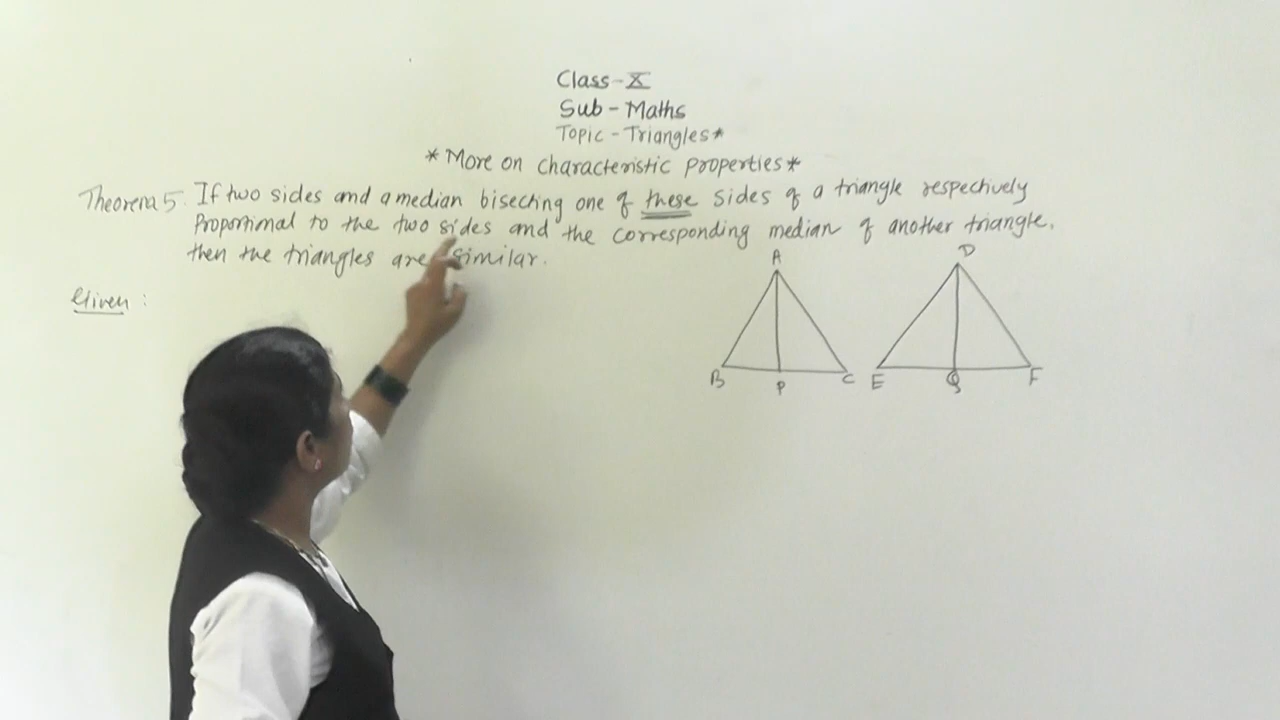 Class - X
Sub - Maths
Topic - Triangles*
*More on characteristic properties*
Theorem 5. If two sides and a median bisecting one of these sides of a triangle respectively
Proportional to the two sides and the corresponding median of another triangle.
then the triangles are similar.
Given :
A
D
B
P
C
E
Q
F